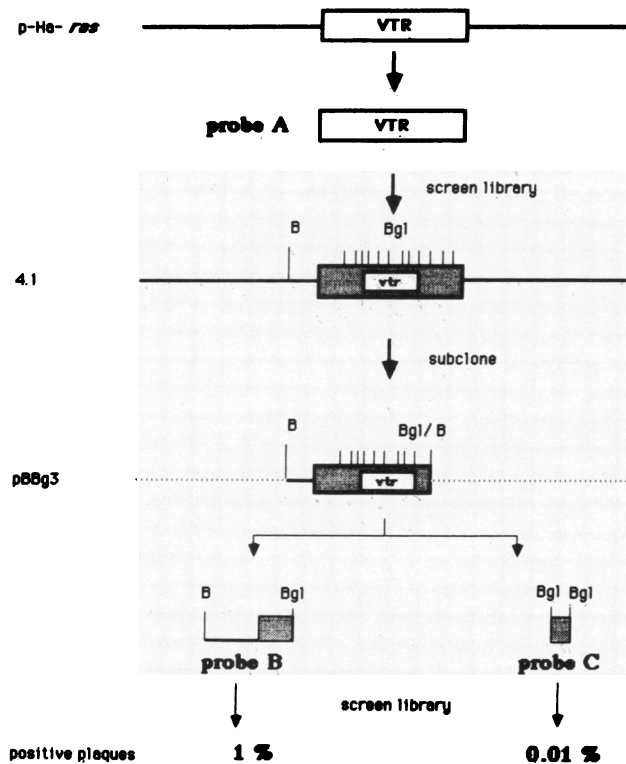 p-Ha-ras VTR
probe A VTR
screen library
B Bgl
4.1 vtr
subclone
B Bgl/B
pBBg3 vtr
B Bgl Bgl Bgl
probe B probe C
screen library
positive plaques 1 % 0.01 %